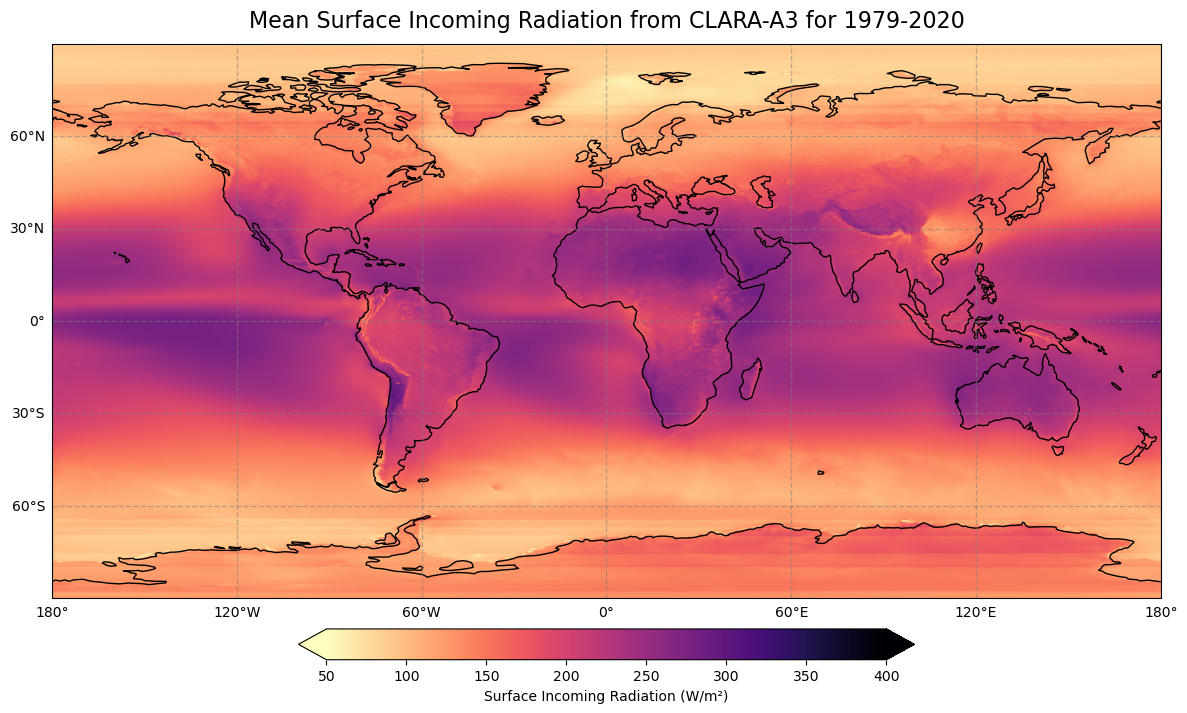 Mean Surface Incoming Radiation from CLARA-A3 for 1979-2020
60°N
30°N
0°
30°S
60°S
180° 120°W 60°W 0° 60°E 120°E 180°
50 100 150 200 250 300 350 400
Surface Incoming Radiation (W/m²)